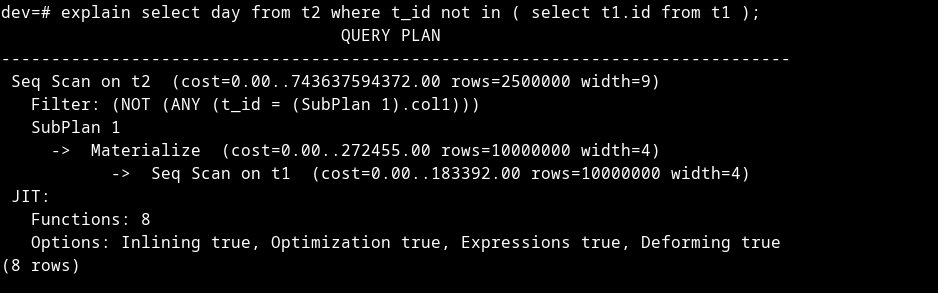 dev=# explain select day from t2 where t_id not in ( select t1.id from t1 );
QUERY PLAN
-------------------------------------------------------------------------------
Seq Scan on t2  (cost=0.00..743637594372.00 rows=2500000 width=9)
Filter: (NOT (ANY (t_id = (SubPlan 1).col1)))
SubPlan 1
->  Materialize  (cost=0.00..272455.00 rows=10000000 width=4)
->  Seq Scan on t1  (cost=0.00..183392.00 rows=10000000 width=4)
JIT:
Functions: 8
Options: Inlining true, Optimization true, Expressions true, Deforming true
(8 rows)